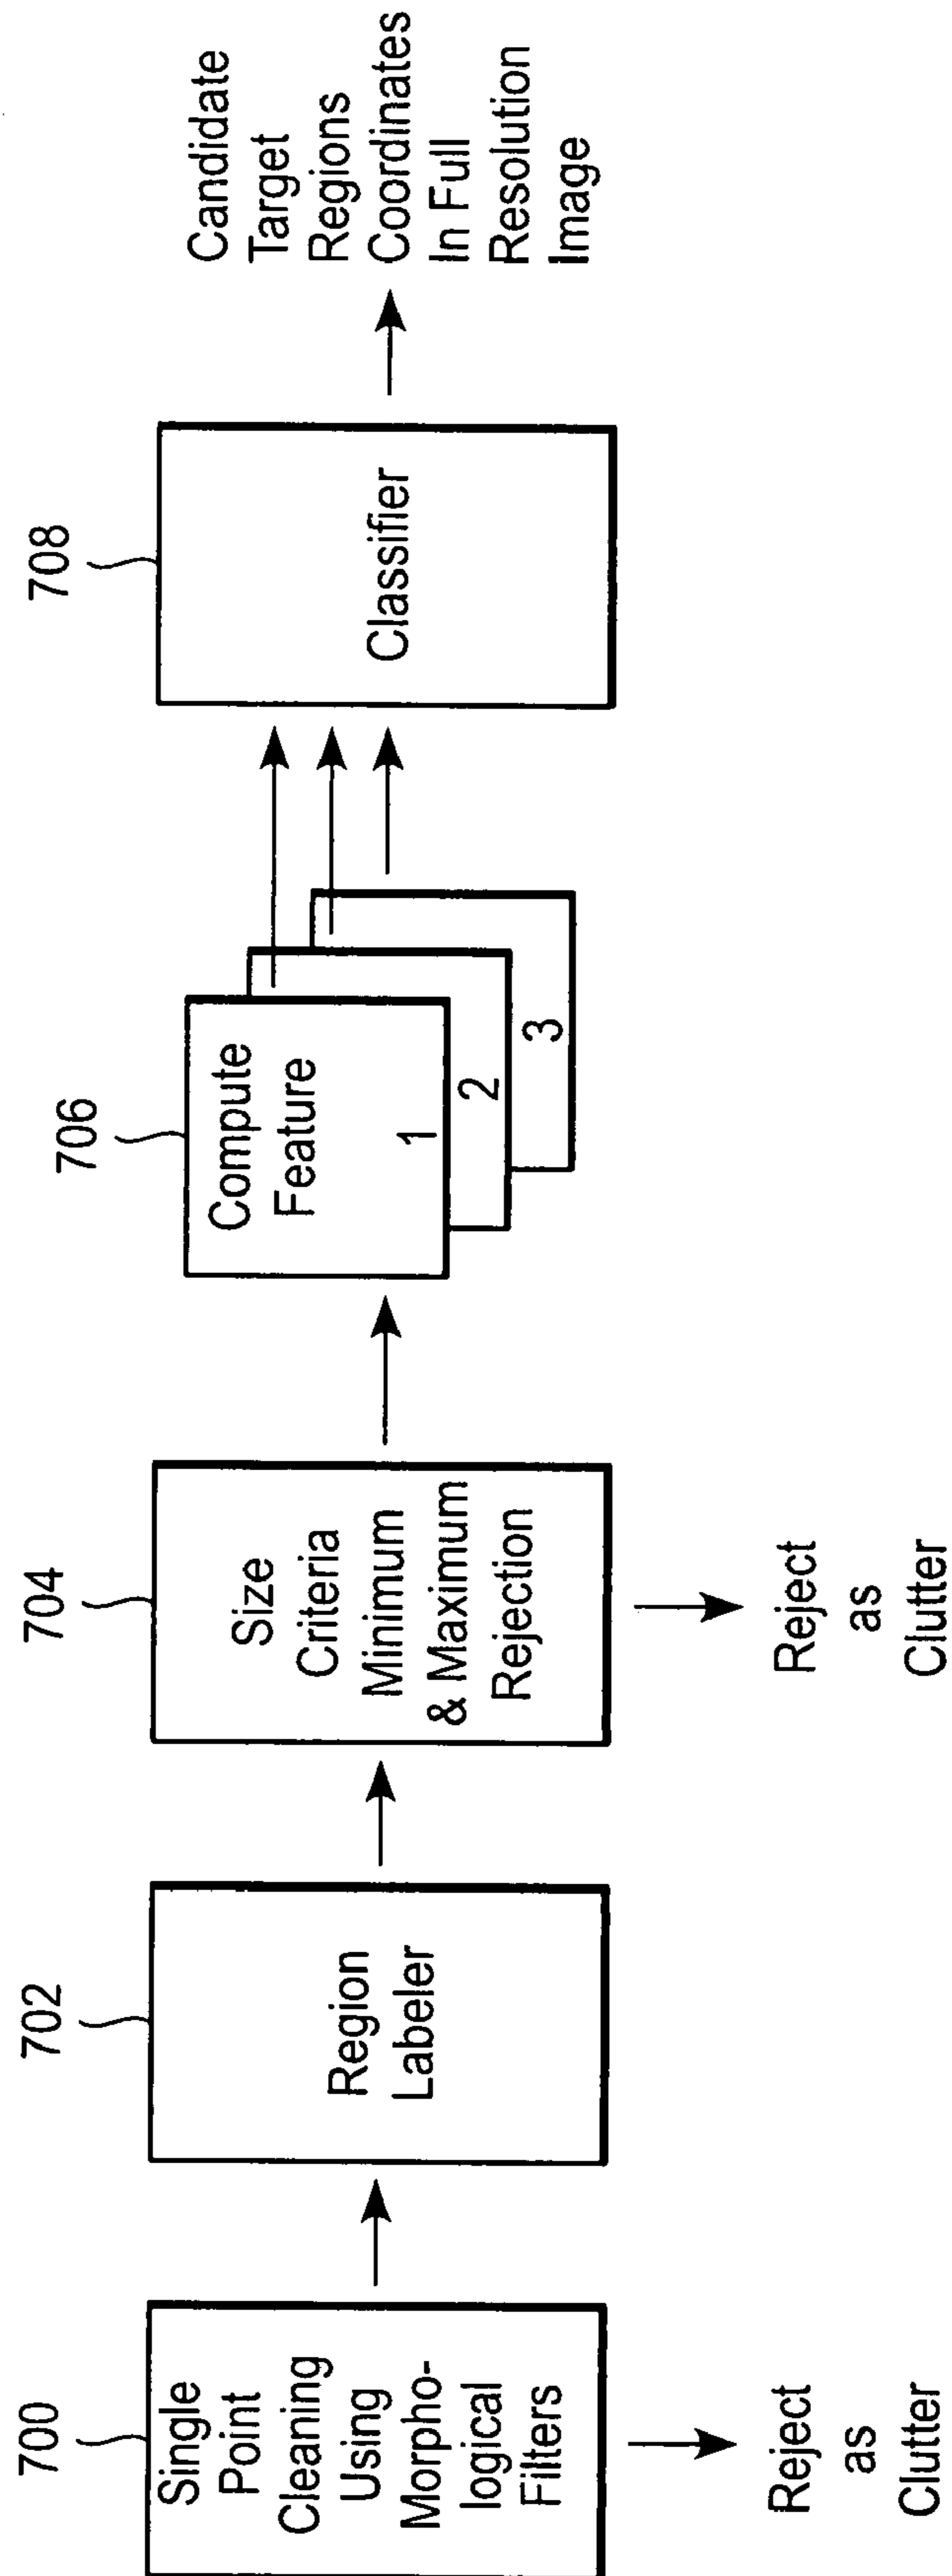 700
Single
Point
Cleaning
Using
Morpho-
logical
Filters
Reject
as
Clutter
702
Region
Labeler
704
Size
Criteria
Minimum
& Maximum
Rejection
Reject
as
Clutter
706
Compute
Feature
1
2
3
708
Classifier
Candidate
Target
Regions
Coordinates
In Full
Resolution
Image